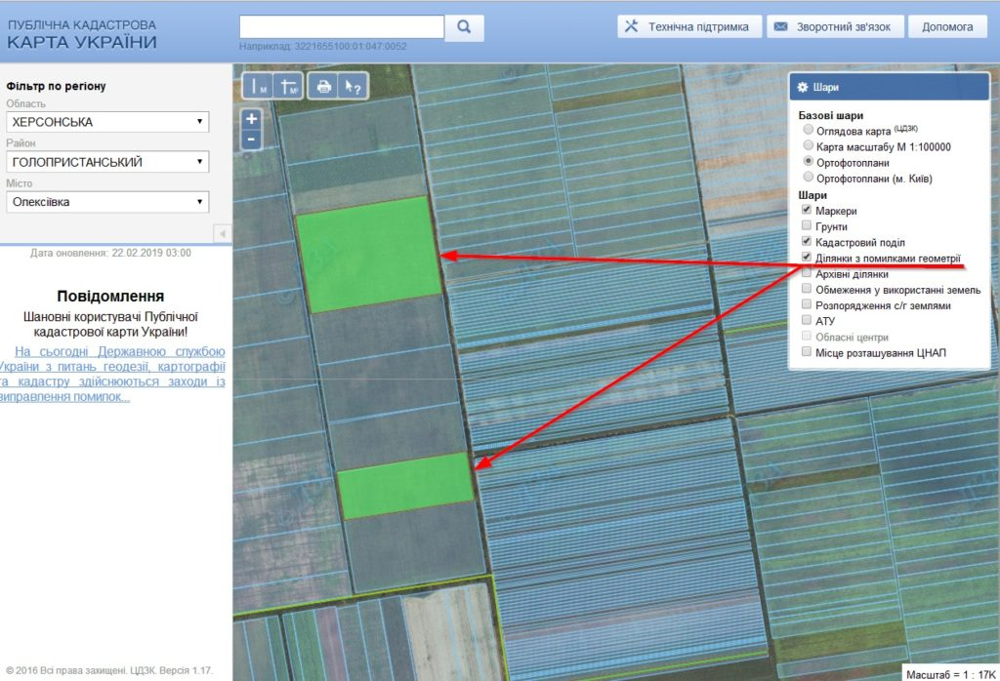 ПУБЛІЧНА КАДАСТРОВА
КАРТА УКРАЇНИ
Наприклад: 3221655100:01:047:0052
Технічна підтримка
Зворотний зв'язок
Допомога
Фільтр по регіону
Область
ХЕРСОНСЬКА
Район
ГОЛОПРИСТАНСЬКИЙ
Місто
Олексіївка
Дата оновлення: 22.02.2019 03:00
Повідомлення
Шановні користувачі Публічної
кадастрової карти України!
На сьогодні Державною службою
України з питань геодезії, картографії
та кадастру здійснюються заходи із
виправлення помилок...
© 2016 Всі права захищені. ЦДЗК. Версія 1.17.
М
М²
+
-
Шари
Базові шари
Оглядова карта (ЦДЗК)
Карта масштабу М 1:100000
Ортофотоплани
Ортофотоплани (м. Київ)
Шари
Маркери
Грунти
Кадастровий поділ
Ділянки з помилками геометрії
Архівні ділянки
Обмеження у використанні земель
Розпорядження с/г землями
АТУ
Обласні центри
Місце розташування ЦНАП
Масштаб = 1 : 17K